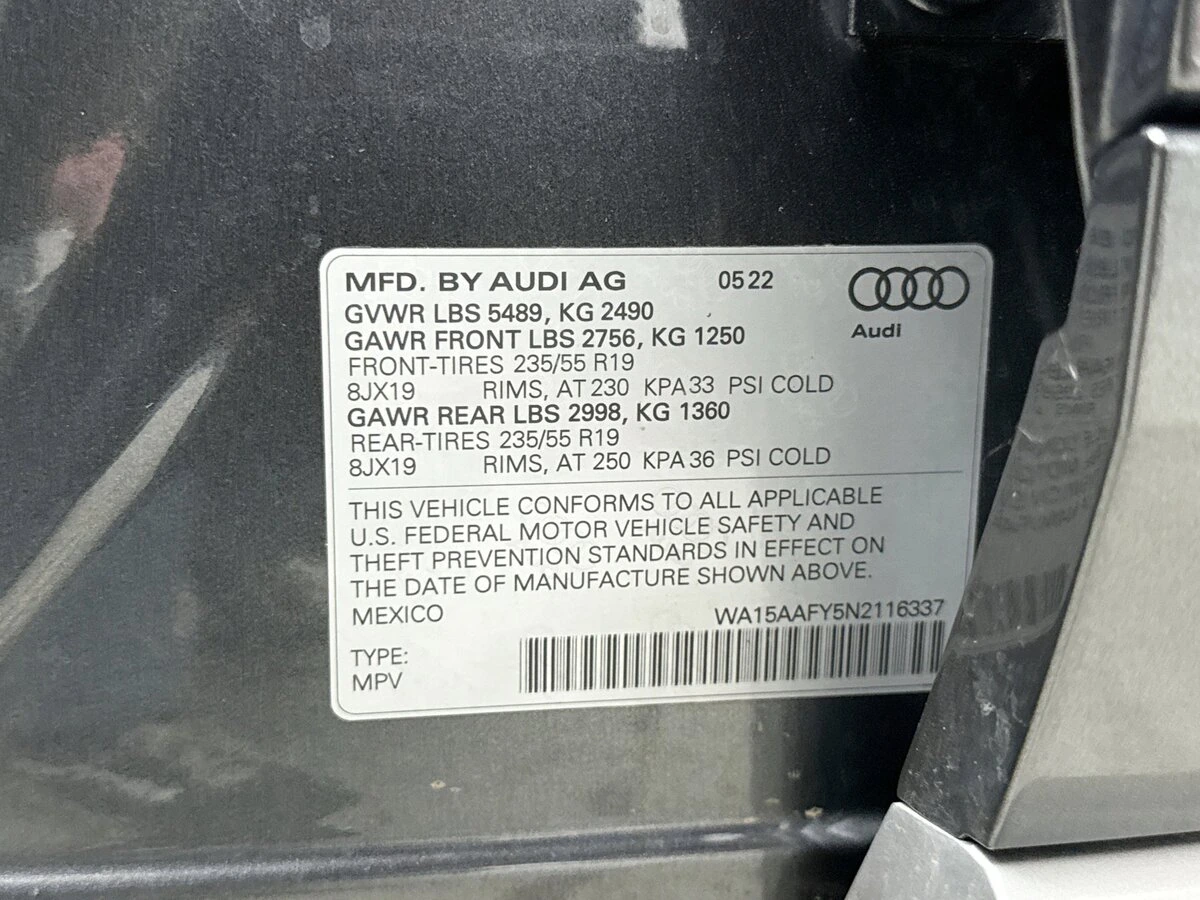 MFD. BY AUDI AG 05 22
GVWR LBS 5489, KG 2490
GAWR FRONT LBS 2756, KG 1250
Audi
FRONT-TIRES 235/55 R19
8JX19 RIMS, AT 230 KPA 33 PSI COLD
GAWR REAR LBS 2998, KG 1360
REAR-TIRES 235/55 R19
8JX19 RIMS, AT 250 KPA 36 PSI COLD
THIS VEHICLE CONFORMS TO ALL APPLICABLE
U.S. FEDERAL MOTOR VEHICLE SAFETY AND
THEFT PREVENTION STANDARDS IN EFFECT ON
THE DATE OF MANUFACTURE SHOWN ABOVE.
MEXICO WA15AAFY5N2116337
TYPE:
MPV